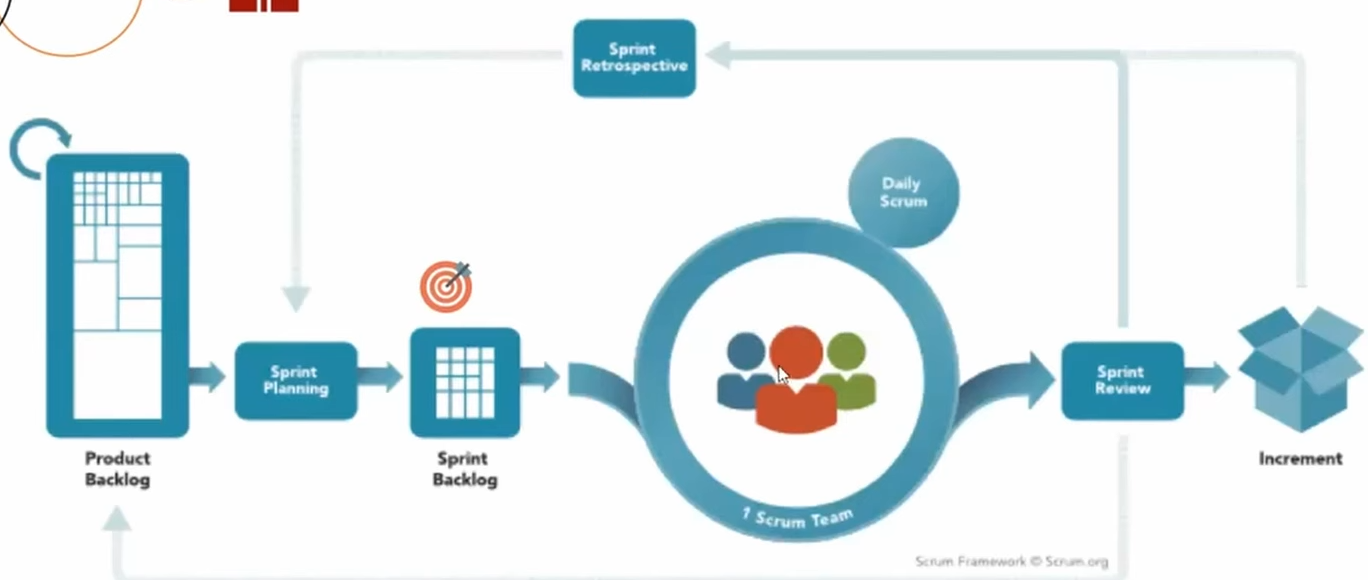 Sprint
Retrospective
Daily
Scrum
Sprint
Planning
Sprint
Review
Product
Backlog
Sprint
Backlog
Increment
1 Scrum Team
Scrum Framework © Scrum.org